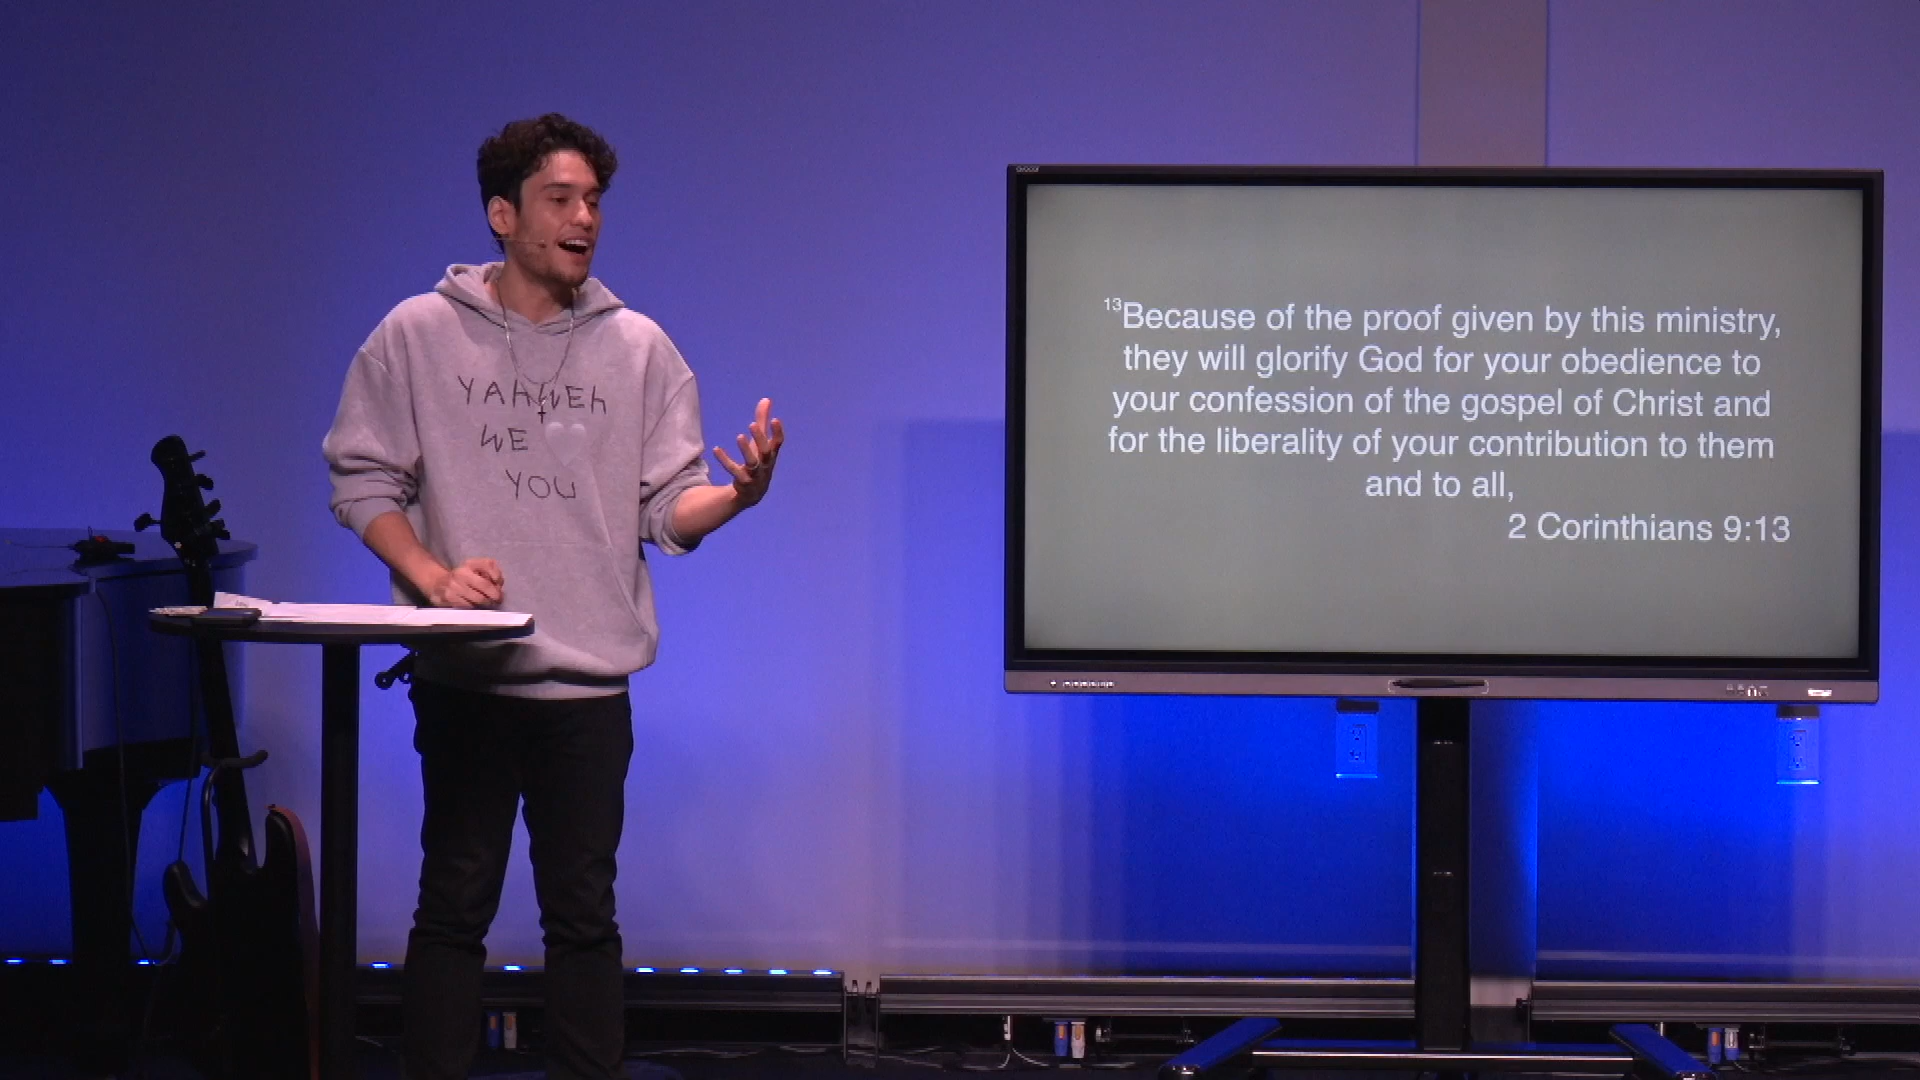 YAHWEH
WE 🤍
YOU
13Because of the proof given by this ministry,
they will glorify God for your obedience to
your confession of the gospel of Christ and
for the liberality of your contribution to them
and to all,
2 Corinthians 9:13